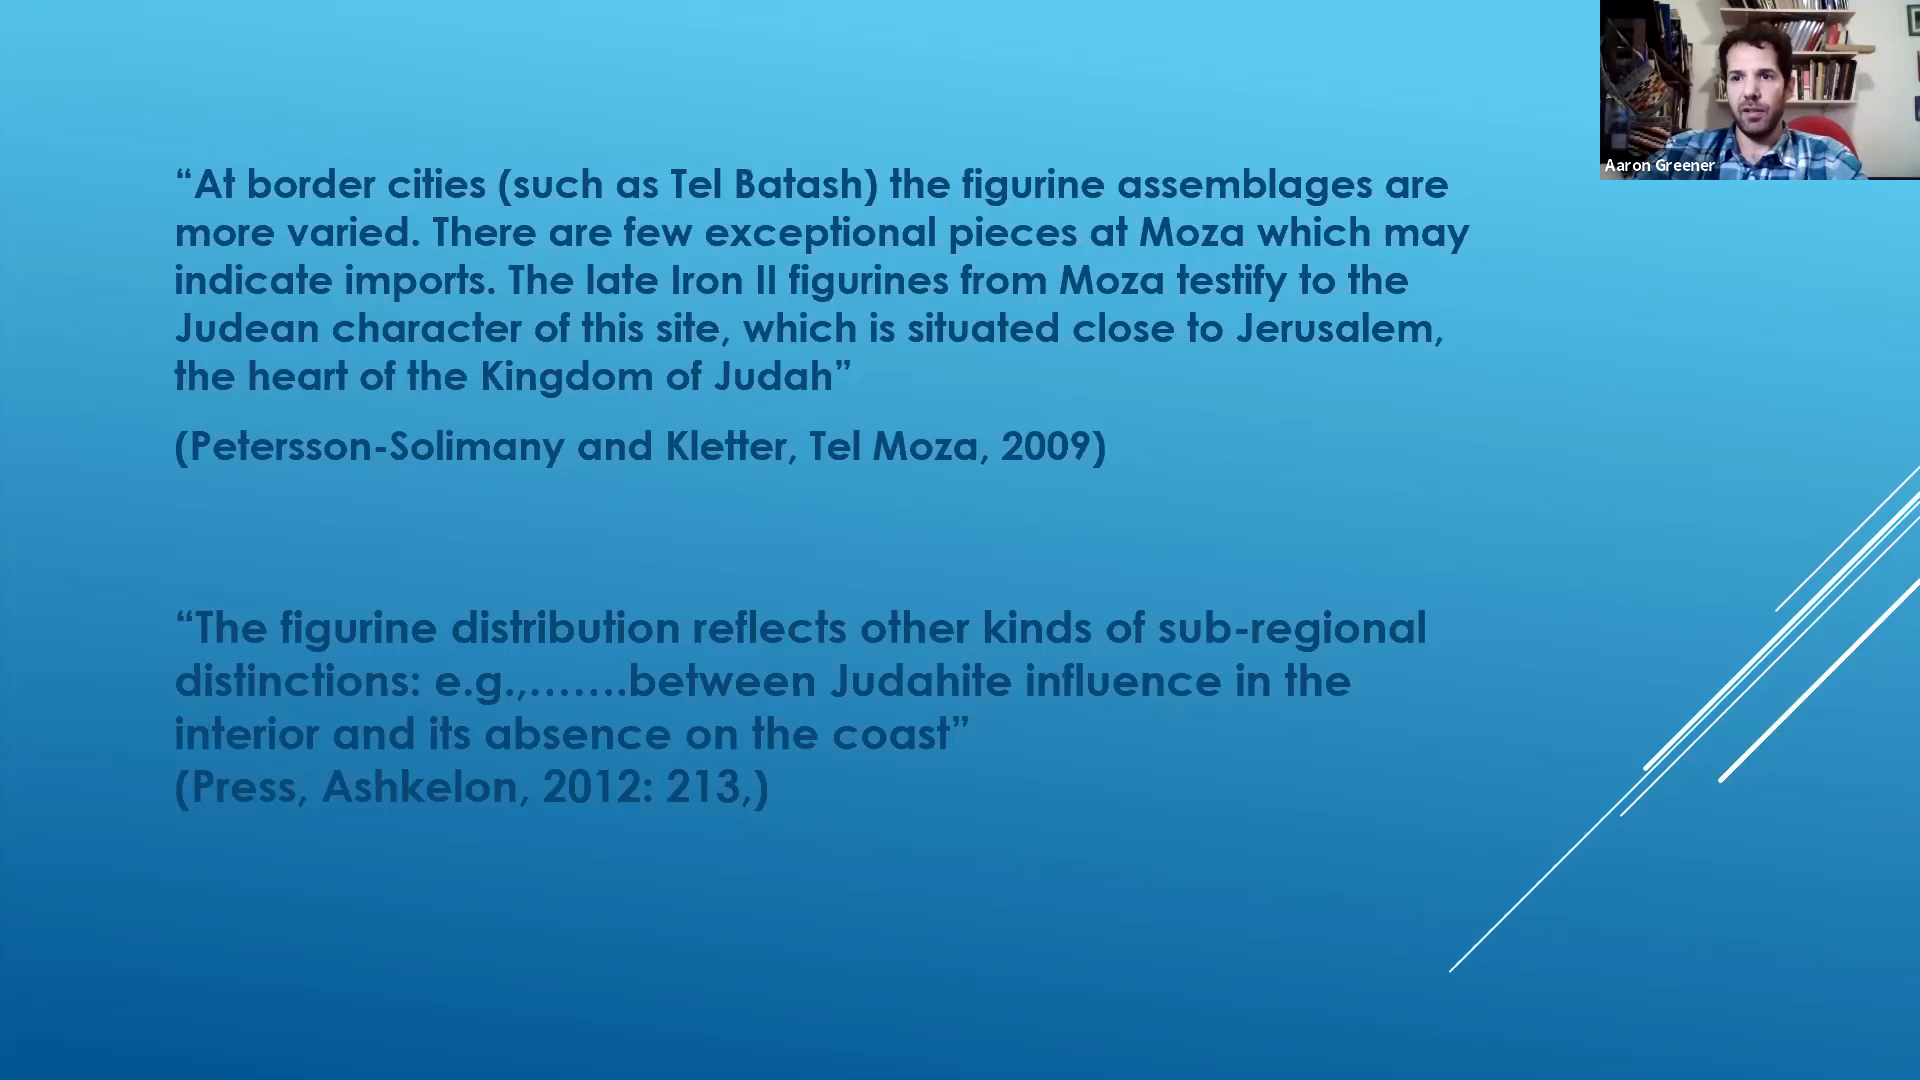 “At border cities (such as Tel Batash) the figurine assemblages are
more varied. There are few exceptional pieces at Moza which may
indicate imports. The late Iron II figurines from Moza testify to the
Judean character of this site, which is situated close to Jerusalem,
the heart of the Kingdom of Judah”
(Petersson-Solimany and Kletter, Tel Moza, 2009)
“The figurine distribution reflects other kinds of sub-regional
distinctions: e.g.,…….between Judahite influence in the
interior and its absence on the coast”
(Press, Ashkelon, 2012: 213,)
Aaron Greener